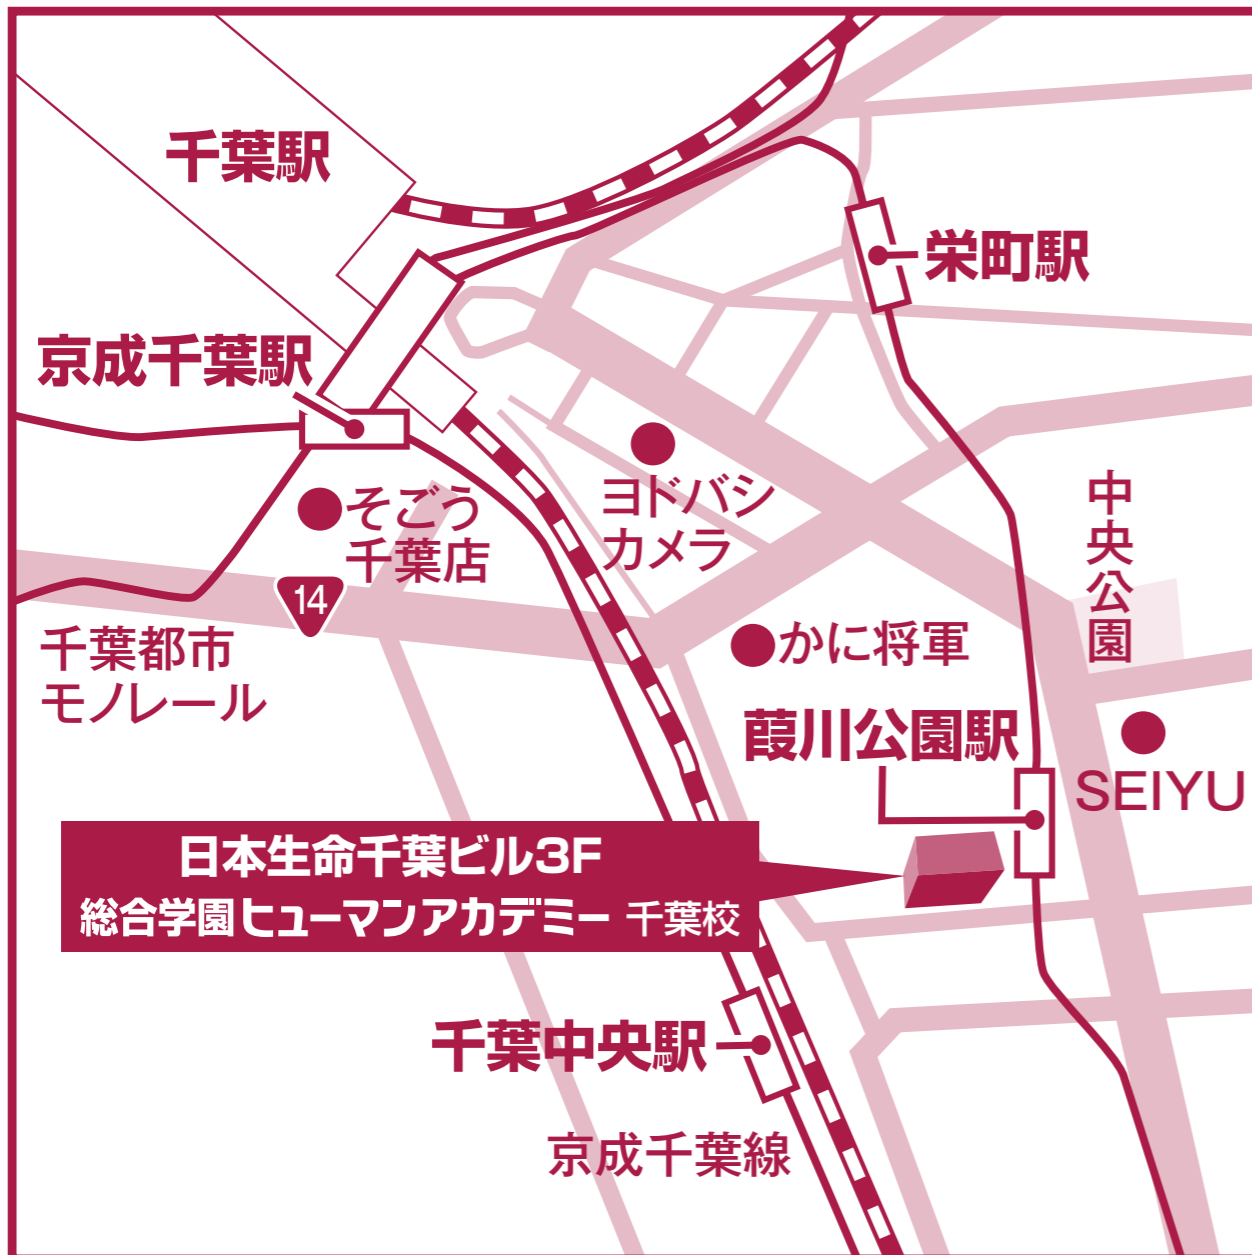 千葉駅
栄町駅
京成千葉駅
そごう
千葉店
ヨドバシ
カメラ
中央公園
14
千葉都市
モノレール
かに将軍
葭川公園駅
SEIYU
日本生命千葉ビル3F
総合学園ヒューマンアカデミー 千葉校
千葉中央駅
京成千葉線